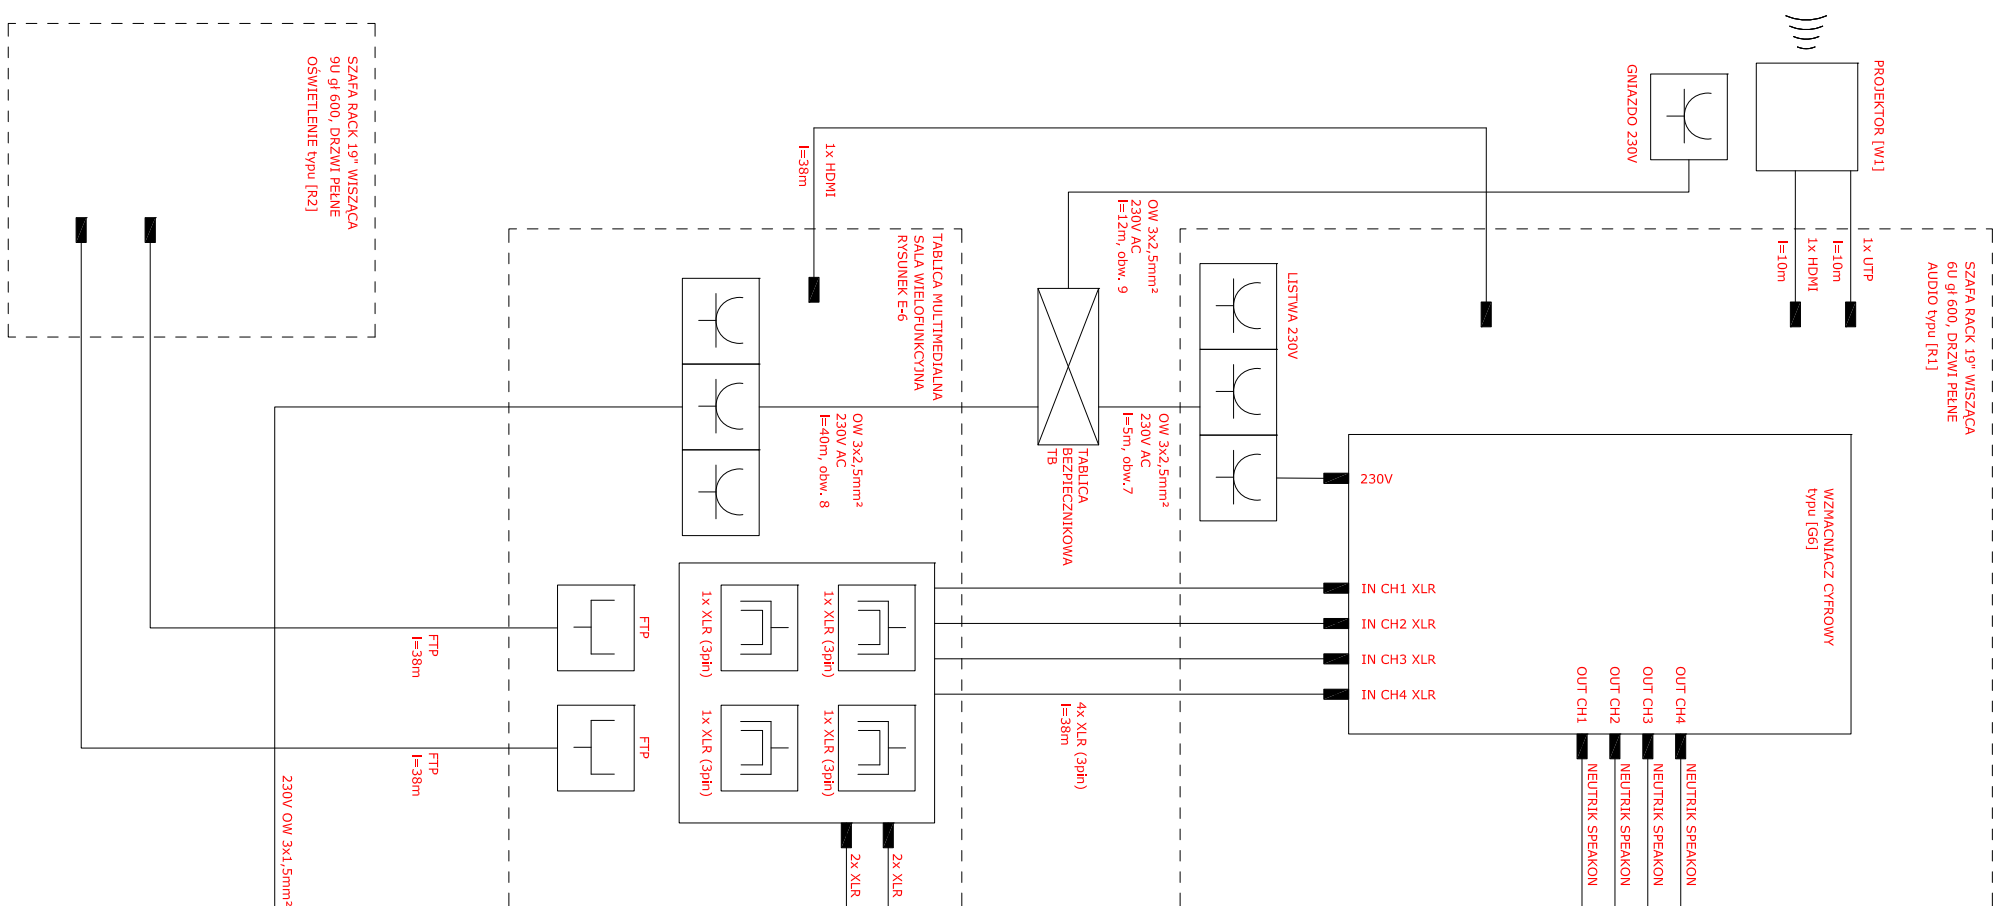 SZAFA RACK 19" WISZĄCA
9U gł 600, DRZWI PEŁNE
OŚWIETLENIE typu [R2]
1x HDMI
l=38m
GNIAZDO 230V
PROJEKTOR [W1]
OW 3x2,5mm²
230V AC
l=12m, obw. 9
1x HDMI
l=10m
1x UTP
l=10m
SZAFA RACK 19" WISZĄCA
6U gł 600, DRZWI PEŁNE
AUDIO typu [R1]
TABLICA MULTIMEDIALNA
SALA WIELOFUNKCYJNA
RYSUNEK E-6
LISTWA 230V
OW 3x2,5mm²
230V AC
l=40m, obw. 8
TABLICA
BEZPIECZNIKOWA
TB
OW 3x2,5mm²
230V AC
l=5m, obw.7
230V
WZMACNIACZ CYFROWY
typu [G6]
IN CH1 XLR
IN CH2 XLR
IN CH3 XLR
IN CH4 XLR
OUT CH1
OUT CH2
OUT CH3
OUT CH4
NEUTRIK SPEAKON
NEUTRIK SPEAKON
NEUTRIK SPEAKON
NEUTRIK SPEAKON
4x XLR (3pin)
l=38m
1x XLR (3pin)
1x XLR (3pin)
1x XLR (3pin)
1x XLR (3pin)
FTP
FTP
FTP
l=38m
FTP
l=38m
230V OW 3x1,5mm²
2x XLR
2x XLR